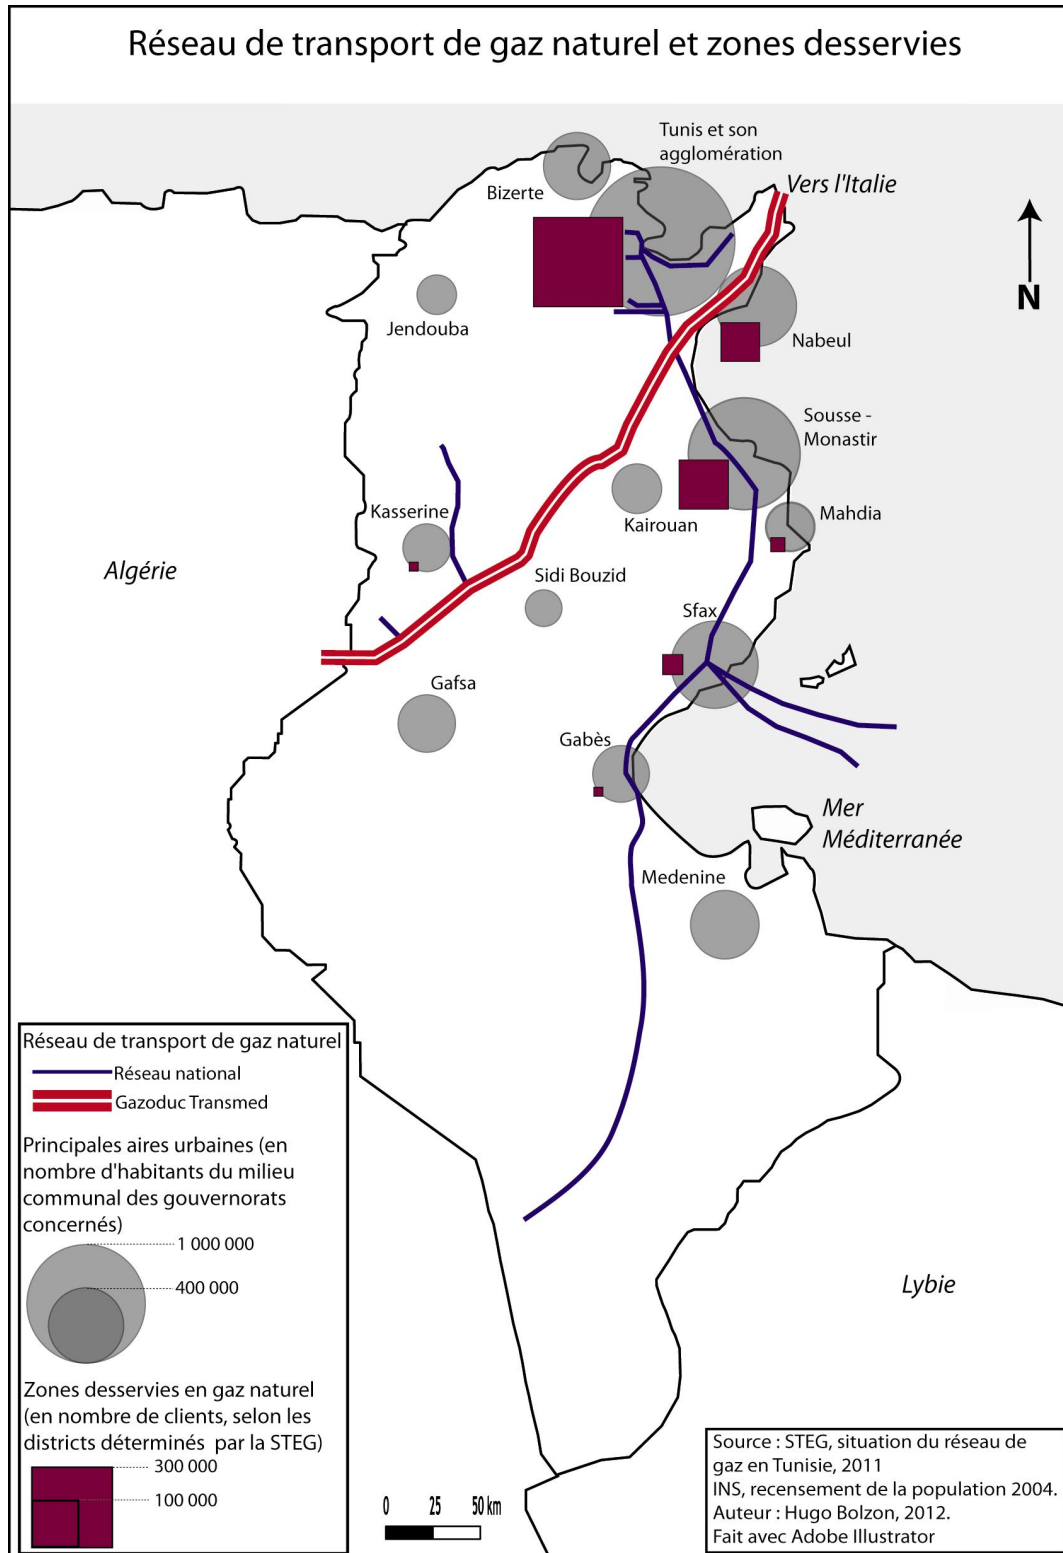 Réseau de transport de gaz naturel et zones desservies
Tunis et son
agglomération
Bizerte
Vers l'Italie
N
Jendouba
Nabeul
Sousse -
Monastir
Kasserine
Kairouan
Mahdia
Algérie
Sidi Bouzid
Sfax
Gafsa
Gabès
Mer
Méditerranée
Medenine
Lybie
Réseau de transport de gaz naturel
Réseau national
Gazoduc Transmed
Principales aires urbaines (en
nombre d'habitants du milieu
communal des gouvernorats
concernés)
1 000 000
400 000
Zones desservies en gaz naturel
(en nombre de clients, selon les
districts déterminés par la STEG)
300 000
100 000
0 25 50 km
Source : STEG, situation du réseau de
gaz en Tunisie, 2011
INS, recensement de la population 2004.
Auteur : Hugo Bolzon, 2012.
Fait avec Adobe Illustrator